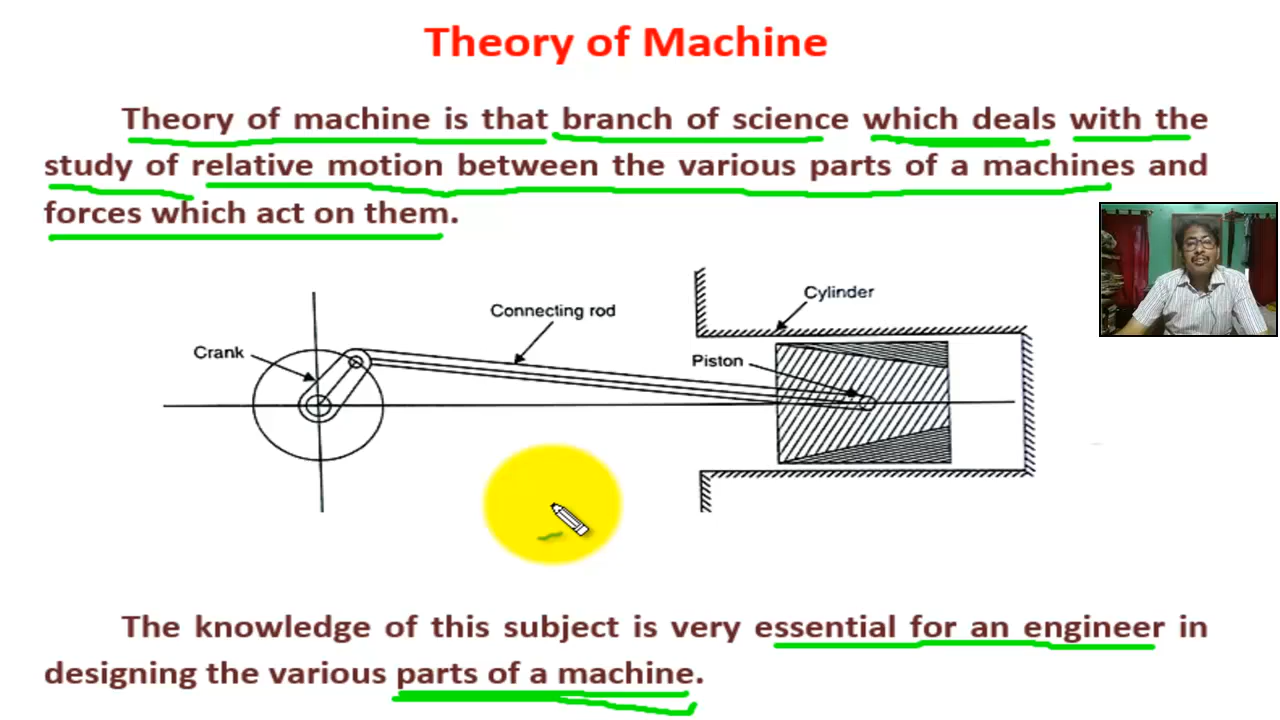 Theory of Machine
Theory of machine is that branch of science which deals with the
study of relative motion between the various parts of a machines and
forces which act on them.
Cylinder
Connecting rod
Crank
Piston
The knowledge of this subject is very essential for an engineer in
designing the various parts of a machine.